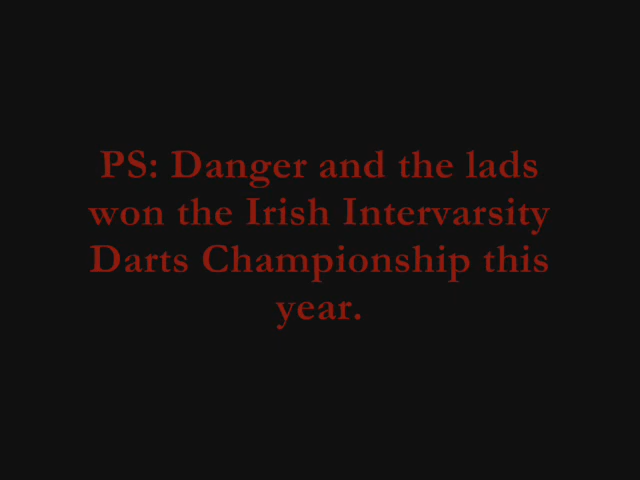 PS: Danger and the lads
won the Irish Intervarsity
Darts Championship this
year.